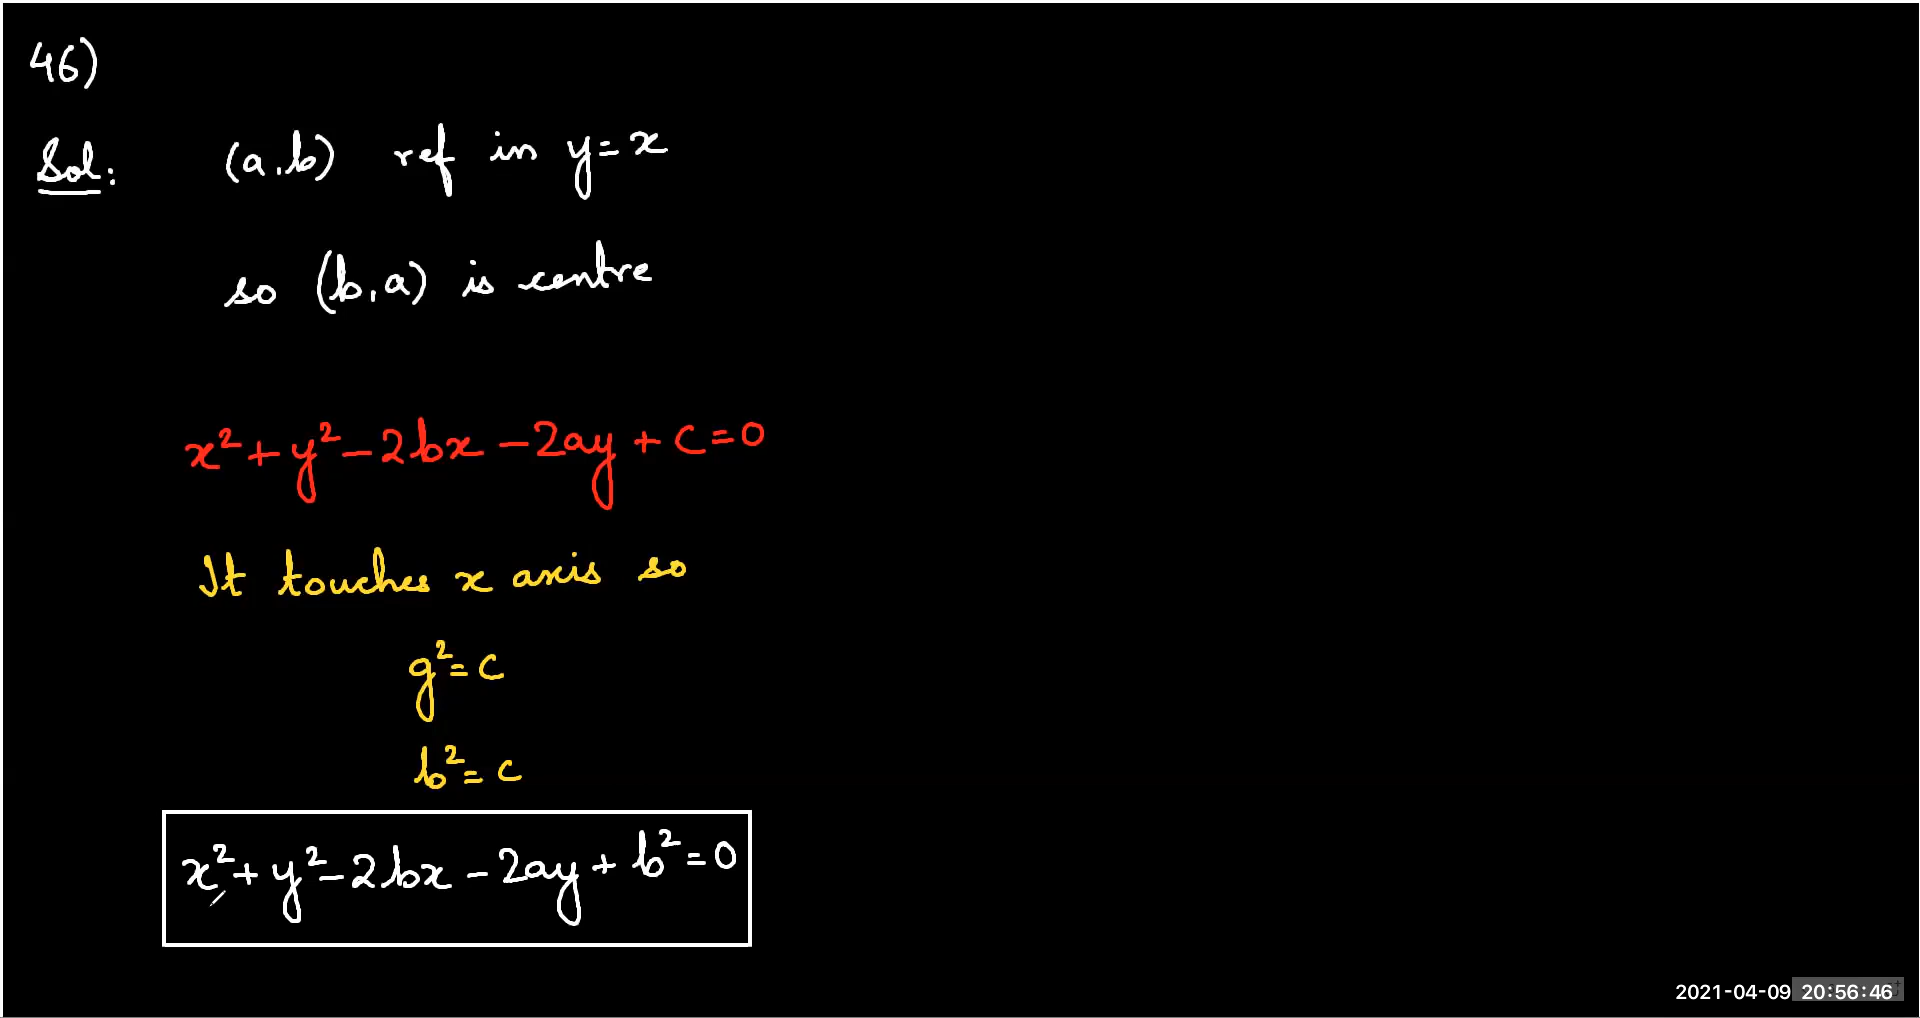 46)
Sol: (a,b) ref in y=x
so (b,a) is centre
x²+y²-2bx-2ay+c=0
It touches x axis so
g²=c
b²=c
x²+y²-2bx-2ay+b²=0
2021-04-09 20:56:46